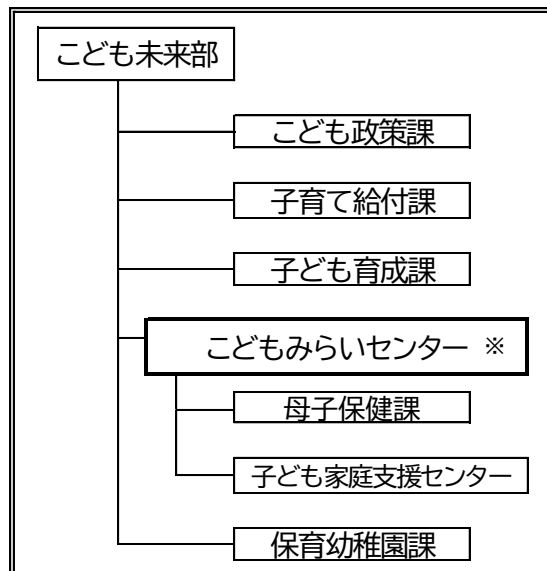 こども未来部
こども政策課
子育て給付課
子ども育成課
こどもみらいセンター ※
母子保健課
子ども家庭支援センター
保育幼稚園課